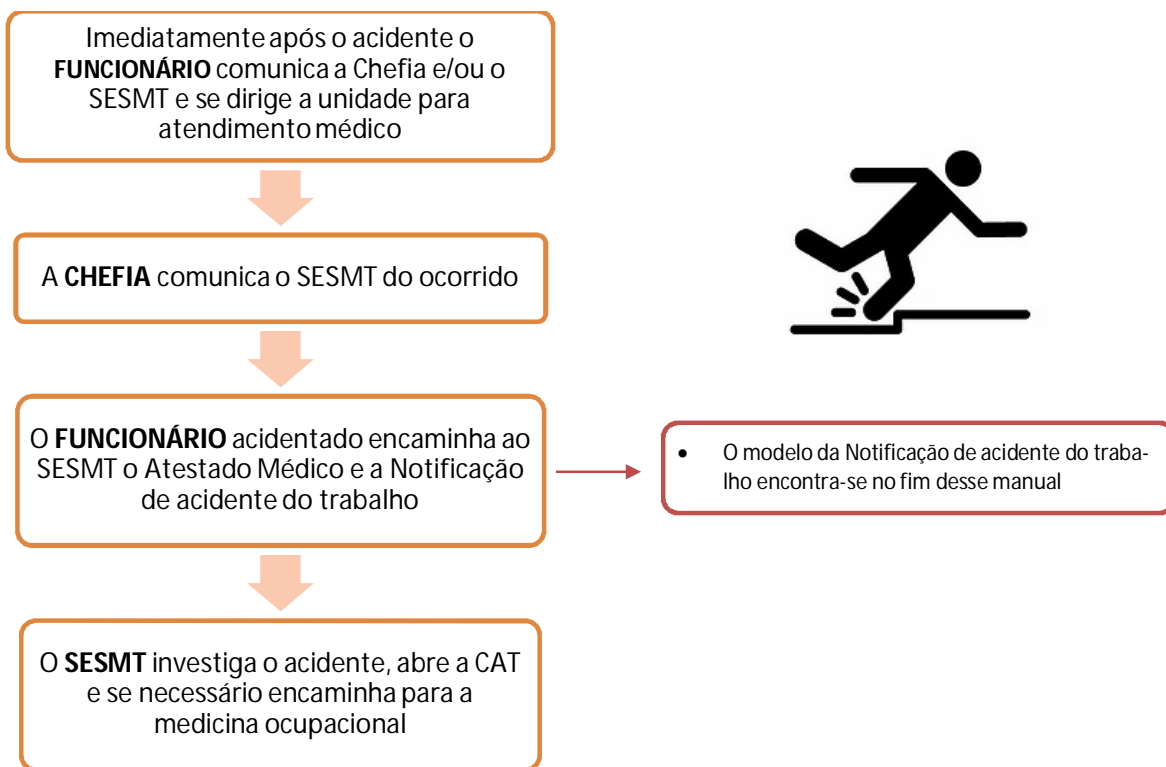 Imediatamente após o acidente o
FUNCIONÁRIO comunica a Chefia e/ou o
SESMT e se dirige a unidade para
atendimento médico
A CHEFIA comunica o SESMT do ocorrido
O FUNCIONÁRIO acidentado encaminha ao
SESMT o Atestado Médico e a Notificação
de acidente do trabalho
• O modelo da Notificação de acidente do traba-
lho encontra-se no fim desse manual
O SESMT investiga o acidente, abre a CAT
e se necessário encaminha para a
medicina ocupacional